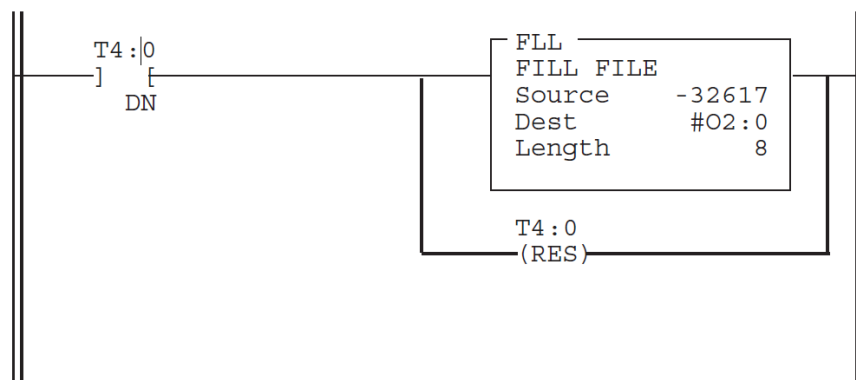 T4:0
] [
DN
FLL
FILL FILE
Source -32617
Dest #O2:0
Length 8
T4:0
(RES)